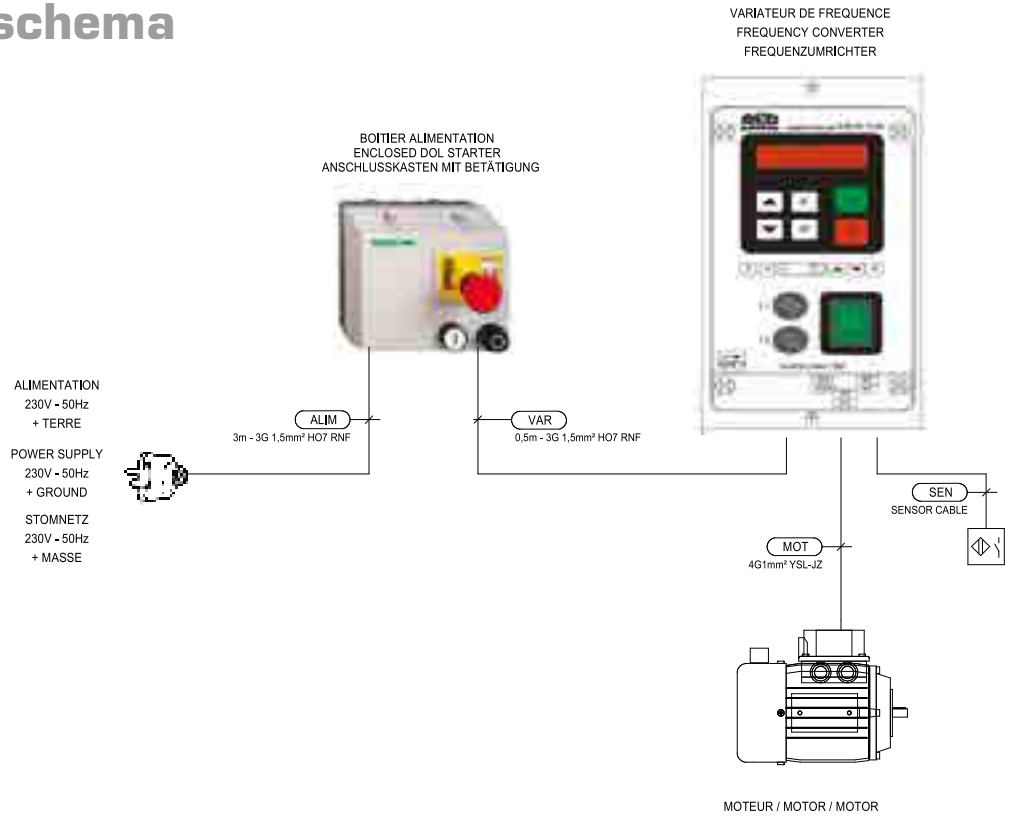 schema
VARIATEUR DE FREQUENCE
FREQUENCY CONVERTER
FREQUENZUMRICHTER
BOITIER ALIMENTATION
ENCLOSED DOL STARTER
ANSCHLUSSKASTEN MIT BETÄTIGUNG
ALIMENTATION
230V - 50Hz
+ TERRE
POWER SUPPLY
230V - 50Hz
+ GROUND
STOMNETZ
230V - 50Hz
+ MASSE
ALIM
3m - 3G 1,5mm² HO7 RNF
VAR
0,5m - 3G 1,5mm² HO7 RNF
SEN
SENSOR CABLE
MOT
4G1mm² YSL-JZ
MOTEUR / MOTOR / MOTOR